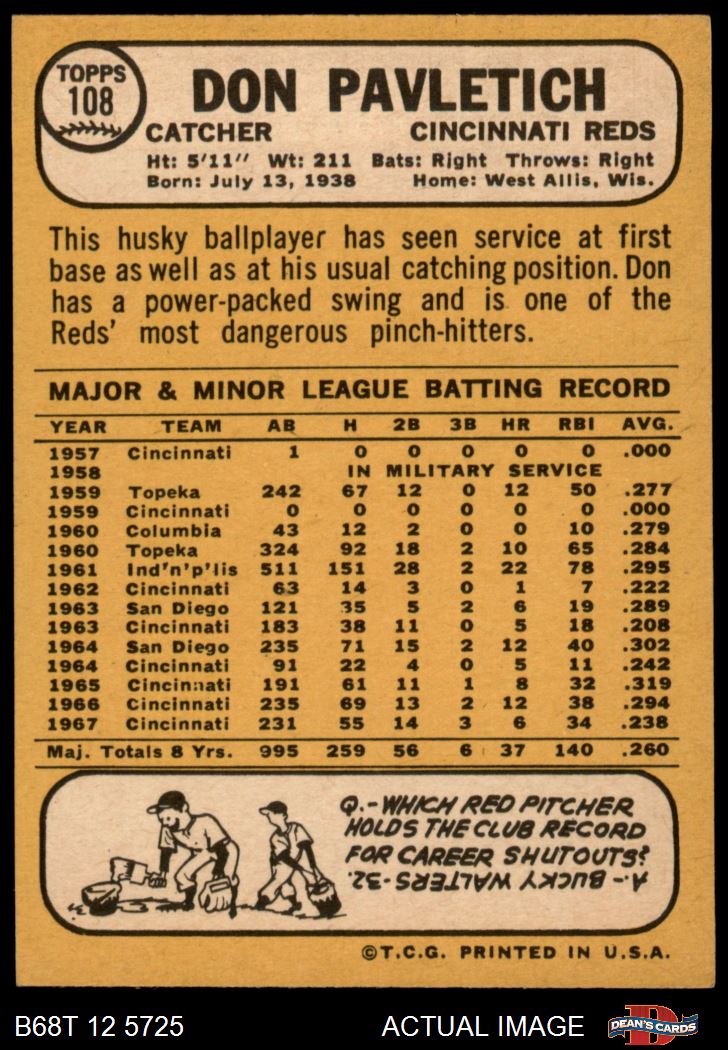 TOPPS
108
DON PAVLETICH
CATCHER CINCINNATI REDS
Ht: 5'11" Wt: 211 Bats: Right Throws: Right
Born: July 13, 1938 Home: West Allis, Wis.
This husky ballplayer has seen service at first
base as well as at his usual catching position. Don
has a power-packed swing and is one of the
Reds' most dangerous pinch-hitters.
MAJOR & MINOR LEAGUE BATTING RECORD
YEAR TEAM AB H 2B 3B HR RBI AVG.
1957 Cincinnati 1 0 0 0 0 0 .000
1958 IN MILITARY SERVICE
1959 Topeka 242 67 12 0 12 50 .277
1959 Cincinnati 0 0 0 0 0 0 .000
1960 Columbia 43 12 2 0 0 10 .279
1960 Topeka 324 92 18 2 10 65 .284
1961 Ind'n'p'lis 511 151 28 2 22 78 .295
1962 Cincinnati 63 14 3 0 1 7 .222
1963 San Diego 121 35 5 2 6 19 .289
1963 Cincinnati 183 38 11 0 5 18 .208
1964 San Diego 235 71 15 2 12 40 .302
1964 Cincinnati 91 22 4 0 5 11 .242
1965 Cincinnati 191 61 11 1 8 32 .319
1966 Cincinnati 235 69 13 2 12 38 .294
1967 Cincinnati 231 55 14 3 6 34 .238
Maj. Totals 8 Yrs. 995 259 56 6 37 140 .260
Q.-WHICH RED PITCHER
HOLDS THE CLUB RECORD
FOR CAREER SHUTOUTS?
A-. BUCKY WALTERS-32.
©T.C.G. PRINTED IN U.S.A.
B68T 12 5725 ACTUAL IMAGE
D
DEAN'S CARDS